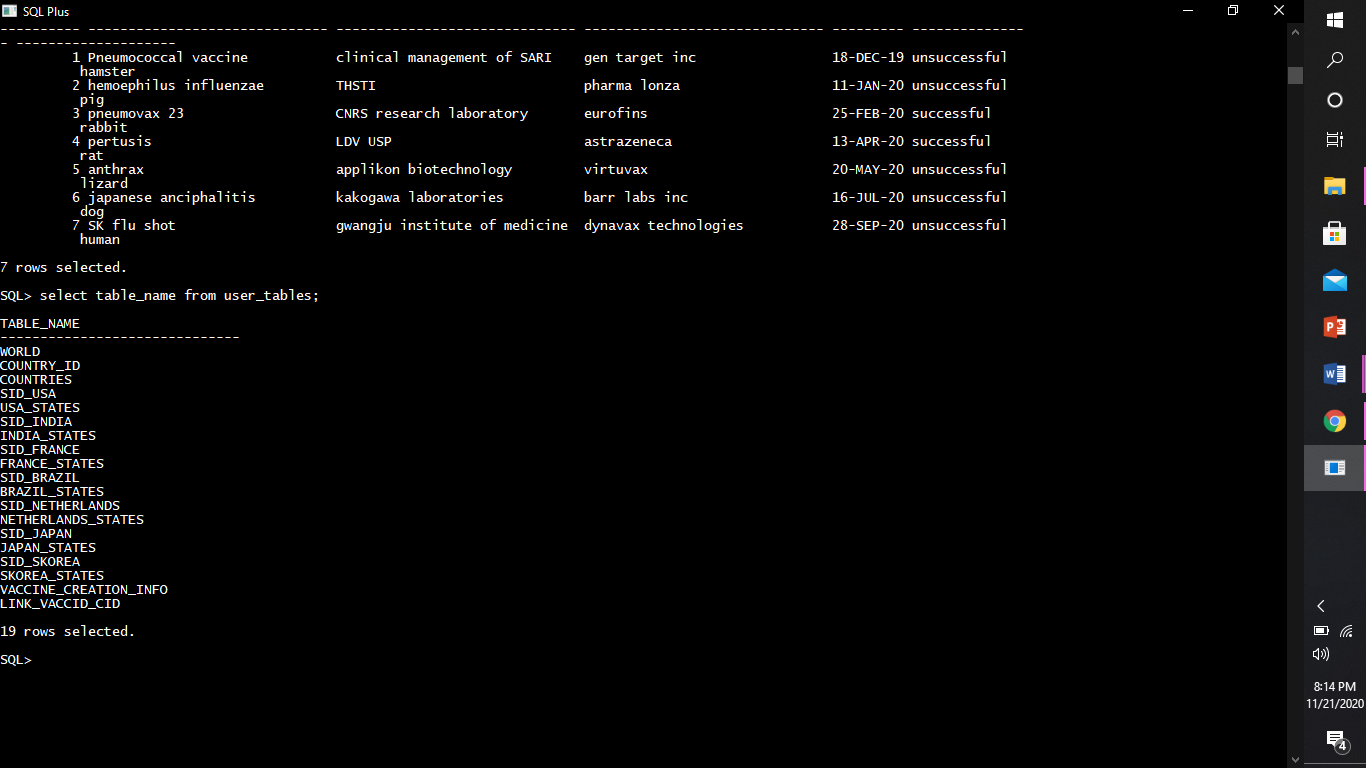 SQL Plus
---------- ------------------------------ ------------------------------ ------------------------------ --------- --------------
- --------------------
1 Pneumococcal vaccine clinical management of SARI gen target inc 18-DEC-19 unsuccessful
hamster
2 hemoephilus influenzae THSTI pharma lonza 11-JAN-20 unsuccessful
pig
3 pneumovax 23 CNRS research laboratory eurofins 25-FEB-20 successful
rabbit
4 pertusis LDV USP astrazeneca 13-APR-20 successful
rat
5 anthrax applikon biotechnology virtuvax 20-MAY-20 unsuccessful
lizard
6 japanese anciphalitis kakogawa laboratories barr labs inc 16-JUL-20 unsuccessful
dog
7 SK flu shot gwangju institute of medicine dynavax technologies 28-SEP-20 unsuccessful
human
7 rows selected.
SQL> select table_name from user_tables;
TABLE_NAME
------------------------------
WORLD
COUNTRY_ID
COUNTRIES
SID_USA
USA_STATES
SID_INDIA
INDIA_STATES
SID_FRANCE
FRANCE_STATES
SID_BRAZIL
BRAZIL_STATES
SID_NETHERLANDS
NETHERLANDS_STATES
SID_JAPAN
JAPAN_STATES
SID_SKOREA
SKOREA_STATES
VACCINE_CREATION_INFO
LINK_VACCID_CID
19 rows selected.
SQL>
8:14 PM
11/21/2020
4